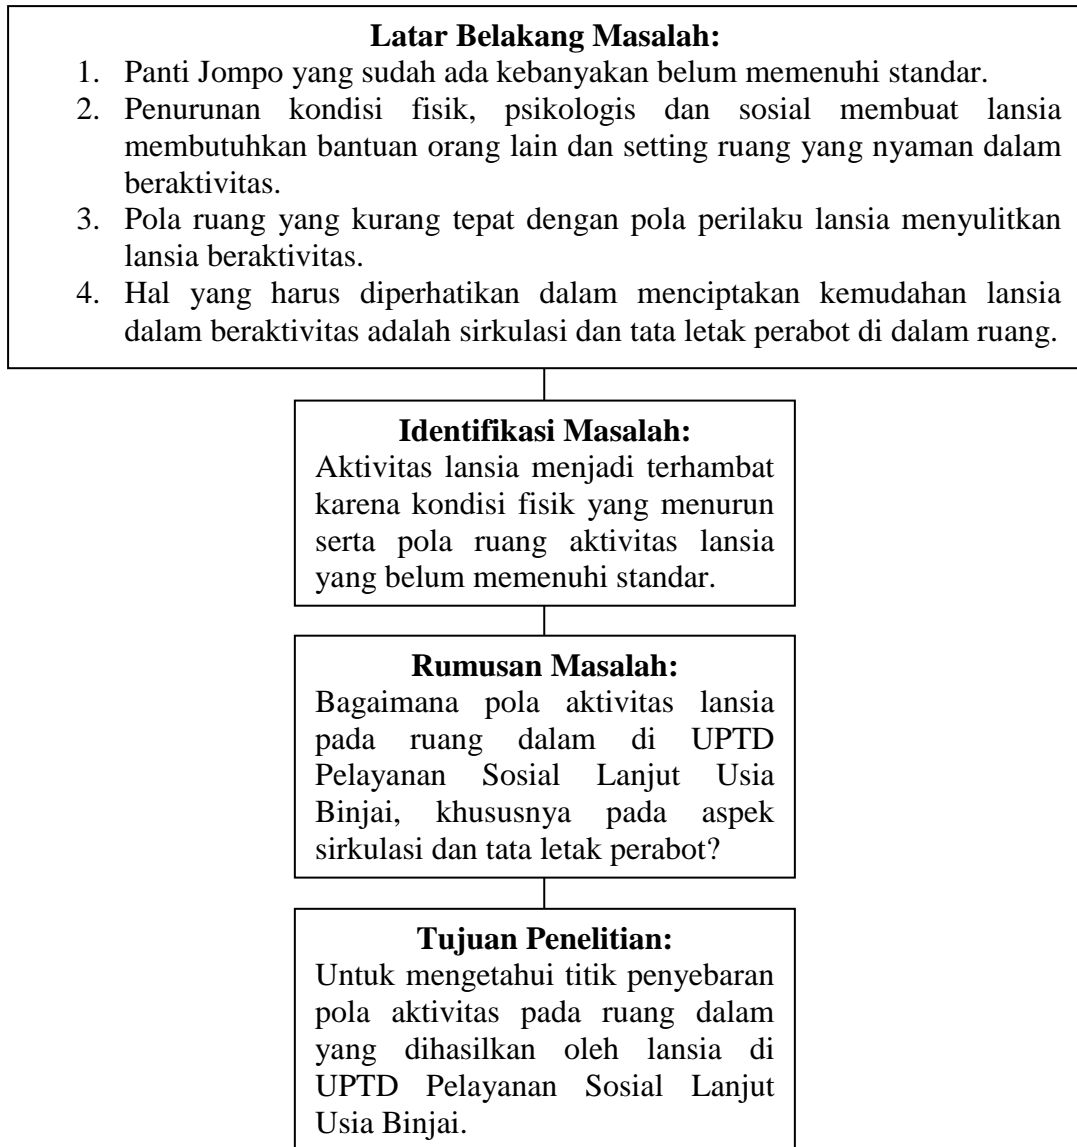 Latar Belakang Masalah:
1. Panti Jompo yang sudah ada kebanyakan belum memenuhi standar.
2. Penurunan kondisi fisik, psikologis dan sosial membuat lansia
membutuhkan bantuan orang lain dan setting ruang yang nyaman dalam
beraktivitas.
3. Pola ruang yang kurang tepat dengan pola perilaku lansia menyulitkan
lansia beraktivitas.
4. Hal yang harus diperhatikan dalam menciptakan kemudahan lansia
dalam beraktivitas adalah sirkulasi dan tata letak perabot di dalam ruang.
Identifikasi Masalah:
Aktivitas lansia menjadi terhambat
karena kondisi fisik yang menurun
serta pola ruang aktivitas lansia
yang belum memenuhi standar.
Rumusan Masalah:
Bagaimana pola aktivitas lansia
pada ruang dalam di UPTD
Pelayanan Sosial Lanjut Usia
Binjai, khususnya pada aspek
sirkulasi dan tata letak perabot?
Tujuan Penelitian:
Untuk mengetahui titik penyebaran
pola aktivitas pada ruang dalam
yang dihasilkan oleh lansia di
UPTD Pelayanan Sosial Lanjut
Usia Binjai.